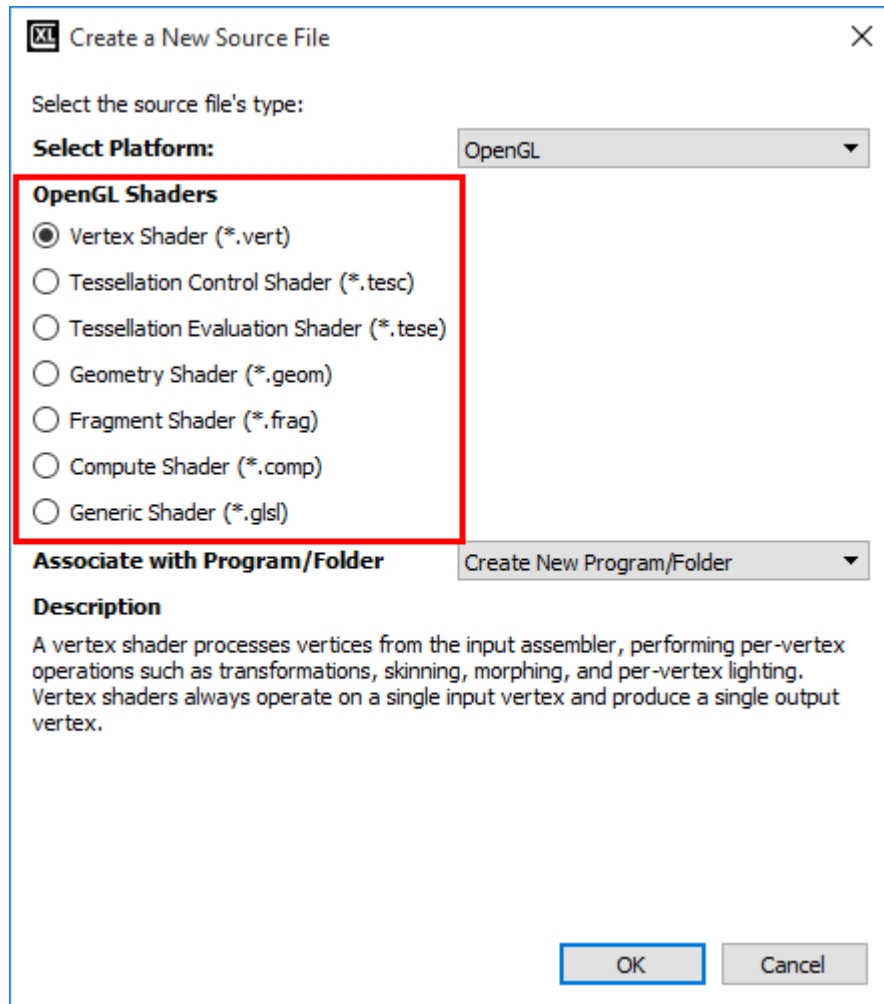 XL Create a New Source File
Select the source file's type:
Select Platform: OpenGL
OpenGL Shaders
Vertex Shader (*.vert)
Tessellation Control Shader (*.tesc)
Tessellation Evaluation Shader (*.tese)
Geometry Shader (*.geom)
Fragment Shader (*.frag)
Compute Shader (*.comp)
Generic Shader (*.glsl)
Associate with Program/Folder Create New Program/Folder
Description
A vertex shader processes vertices from the input assembler, performing per-vertex
operations such as transformations, skinning, morphing, and per-vertex lighting.
Vertex shaders always operate on a single input vertex and produce a single output
vertex.
OK Cancel